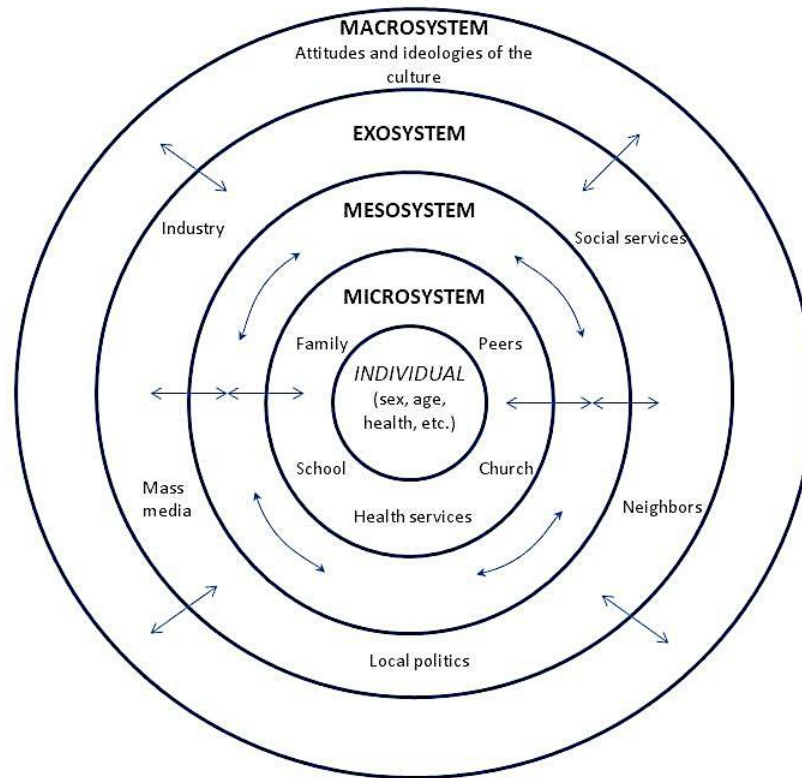 MACROSYSTEM
Attitudes and ideologies of the
culture
EXOSYSTEM
MESOSYSTEM
Industry
Social services
MICROSYSTEM
Family
Peers
INDIVIDUAL
(sex, age,
health, etc.)
School
Church
Mass
media
Neighbors
Health services
Local politics